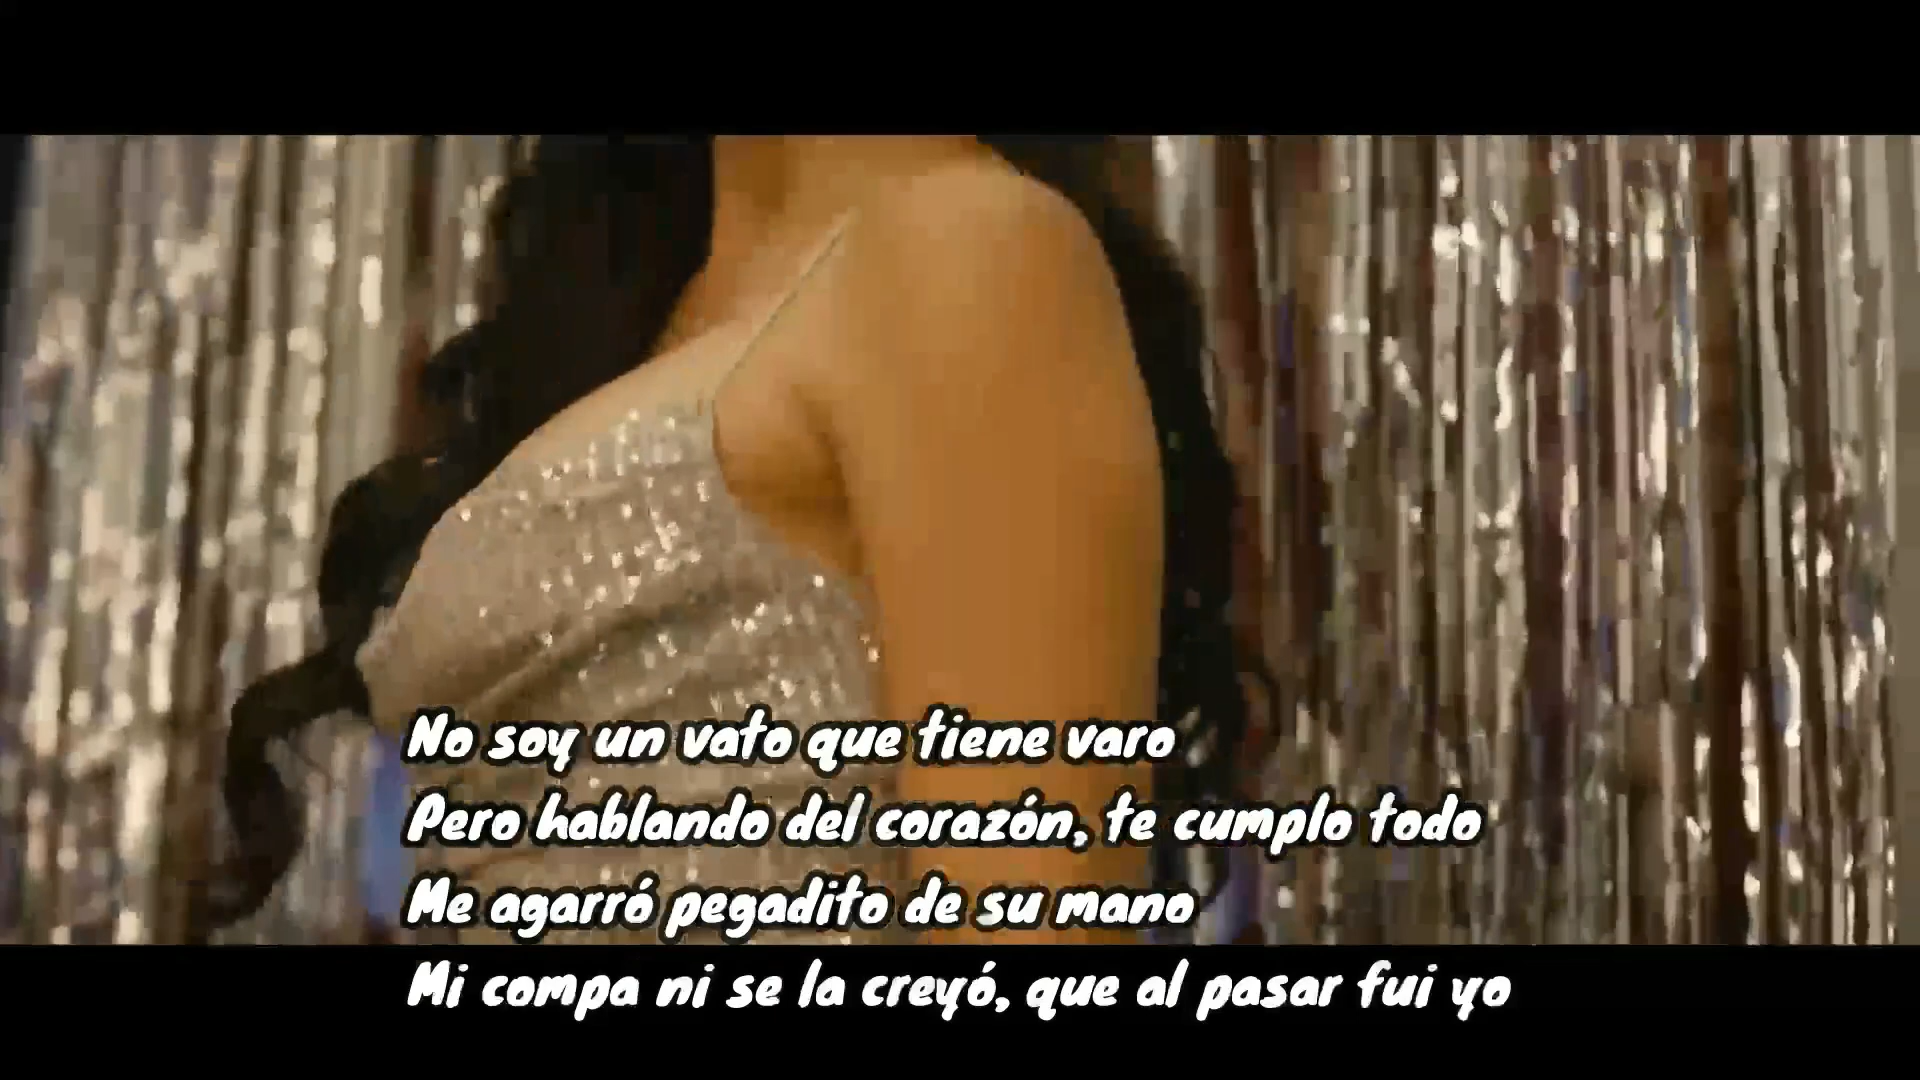 No soy un vato que tiene varo
Pero hablando del corazón, te cumplo todo
Me agarró pegadito de su mano
Mi compa ni se la creyó, que al pasar fui yo